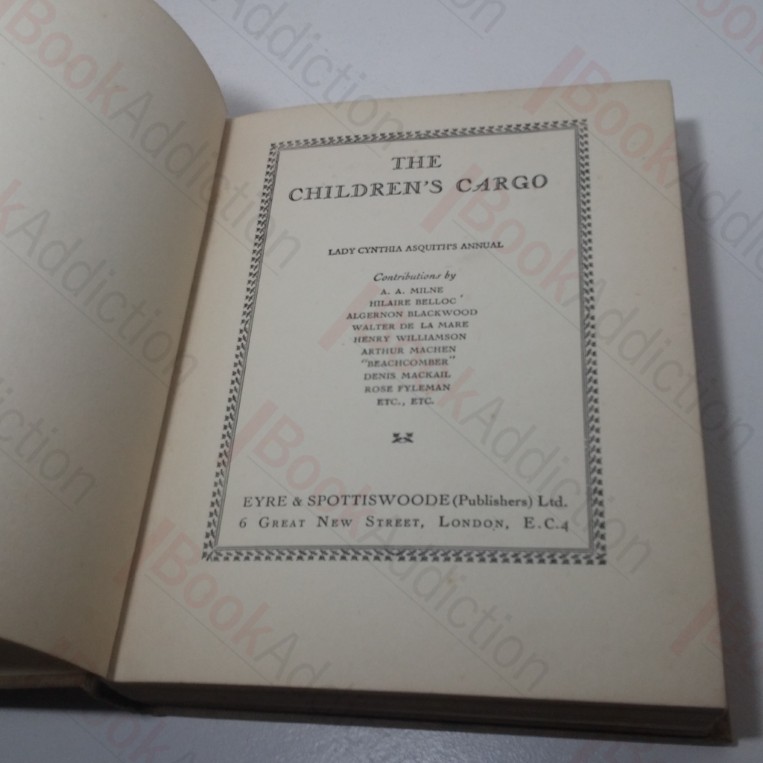 THE
CHILDREN'S CARGO
LADY CYNTHIA ASQUITH'S ANNUAL
Contributions by
A. A. MILNE
HILAIRE BELLOC
ALGERNON BLACKWOOD
WALTER DE LA MARE
HENRY WILLIAMSON
ARTHUR MACHEN
"BEACHCOMBER"
DENIS MACKAIL
ROSE FYLEMAN
ETC., ETC.
EYRE & SPOTTISWOODE (Publishers) Ltd.
6 GREAT NEW STREET, LONDON, E.C.4
BookAddiction